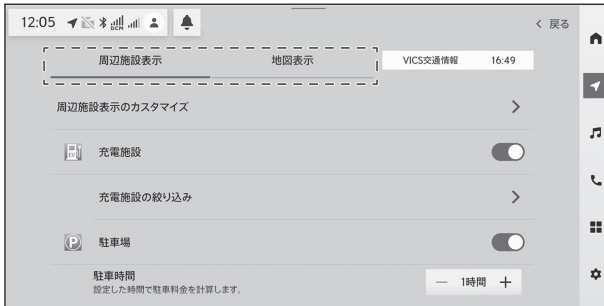 12:05 DCM < 戻る
周辺施設表示 地図表示 VICS交通情報 16:49
周辺施設表示のカスタマイズ
EV 充電施設
充電施設の絞り込み
P 駐車場
駐車時間
設定した時間で駐車料金を計算します。
— 1時間 +